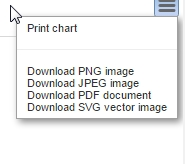 Print chart
Download PNG image
Download JPEG image
Download PDF document
Download SVG vector image